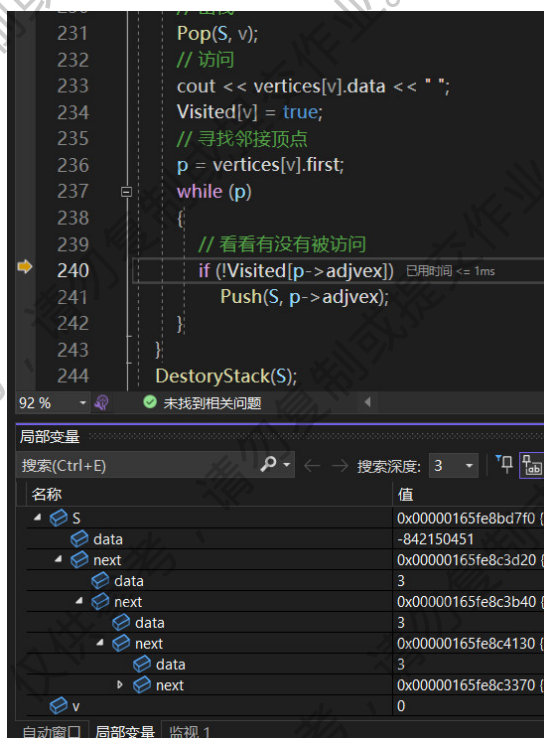 231 Pop(S, v);
232 // 访问
233 cout << vertices[v].data << " ";
234 Visited[v] = true;
235 // 寻找邻接顶点
236 p = vertices[v].first;
237 while (p)
238 {
239 // 看看有没有被访问
240 if (!Visited[p->adjvex]) 已用时间 <= 1ms
241 Push(S, p->adjvex);
242 }
243 }
244 DestoryStack(S);
92 % 未找到相关问题
局部变量
搜索(Ctrl+E) 搜索深度: 3
名称 值
S 0x00000165fe8bd7f0 {
data -842150451
next 0x00000165fe8c3d20 {
data 3
next 0x00000165fe8c3b40 {
data 3
next 0x00000165fe8c4130 {
data 3
next 0x00000165fe8c3370 {
v 0
自动窗口 局部变量 监视 1